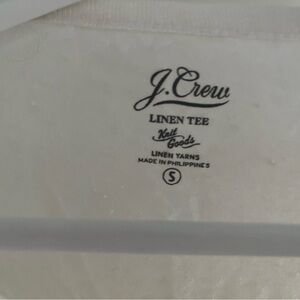 J.Crew
LINEN TEE
Knit
Goods
LINEN YARNS
MADE IN PHILIPPINES
S